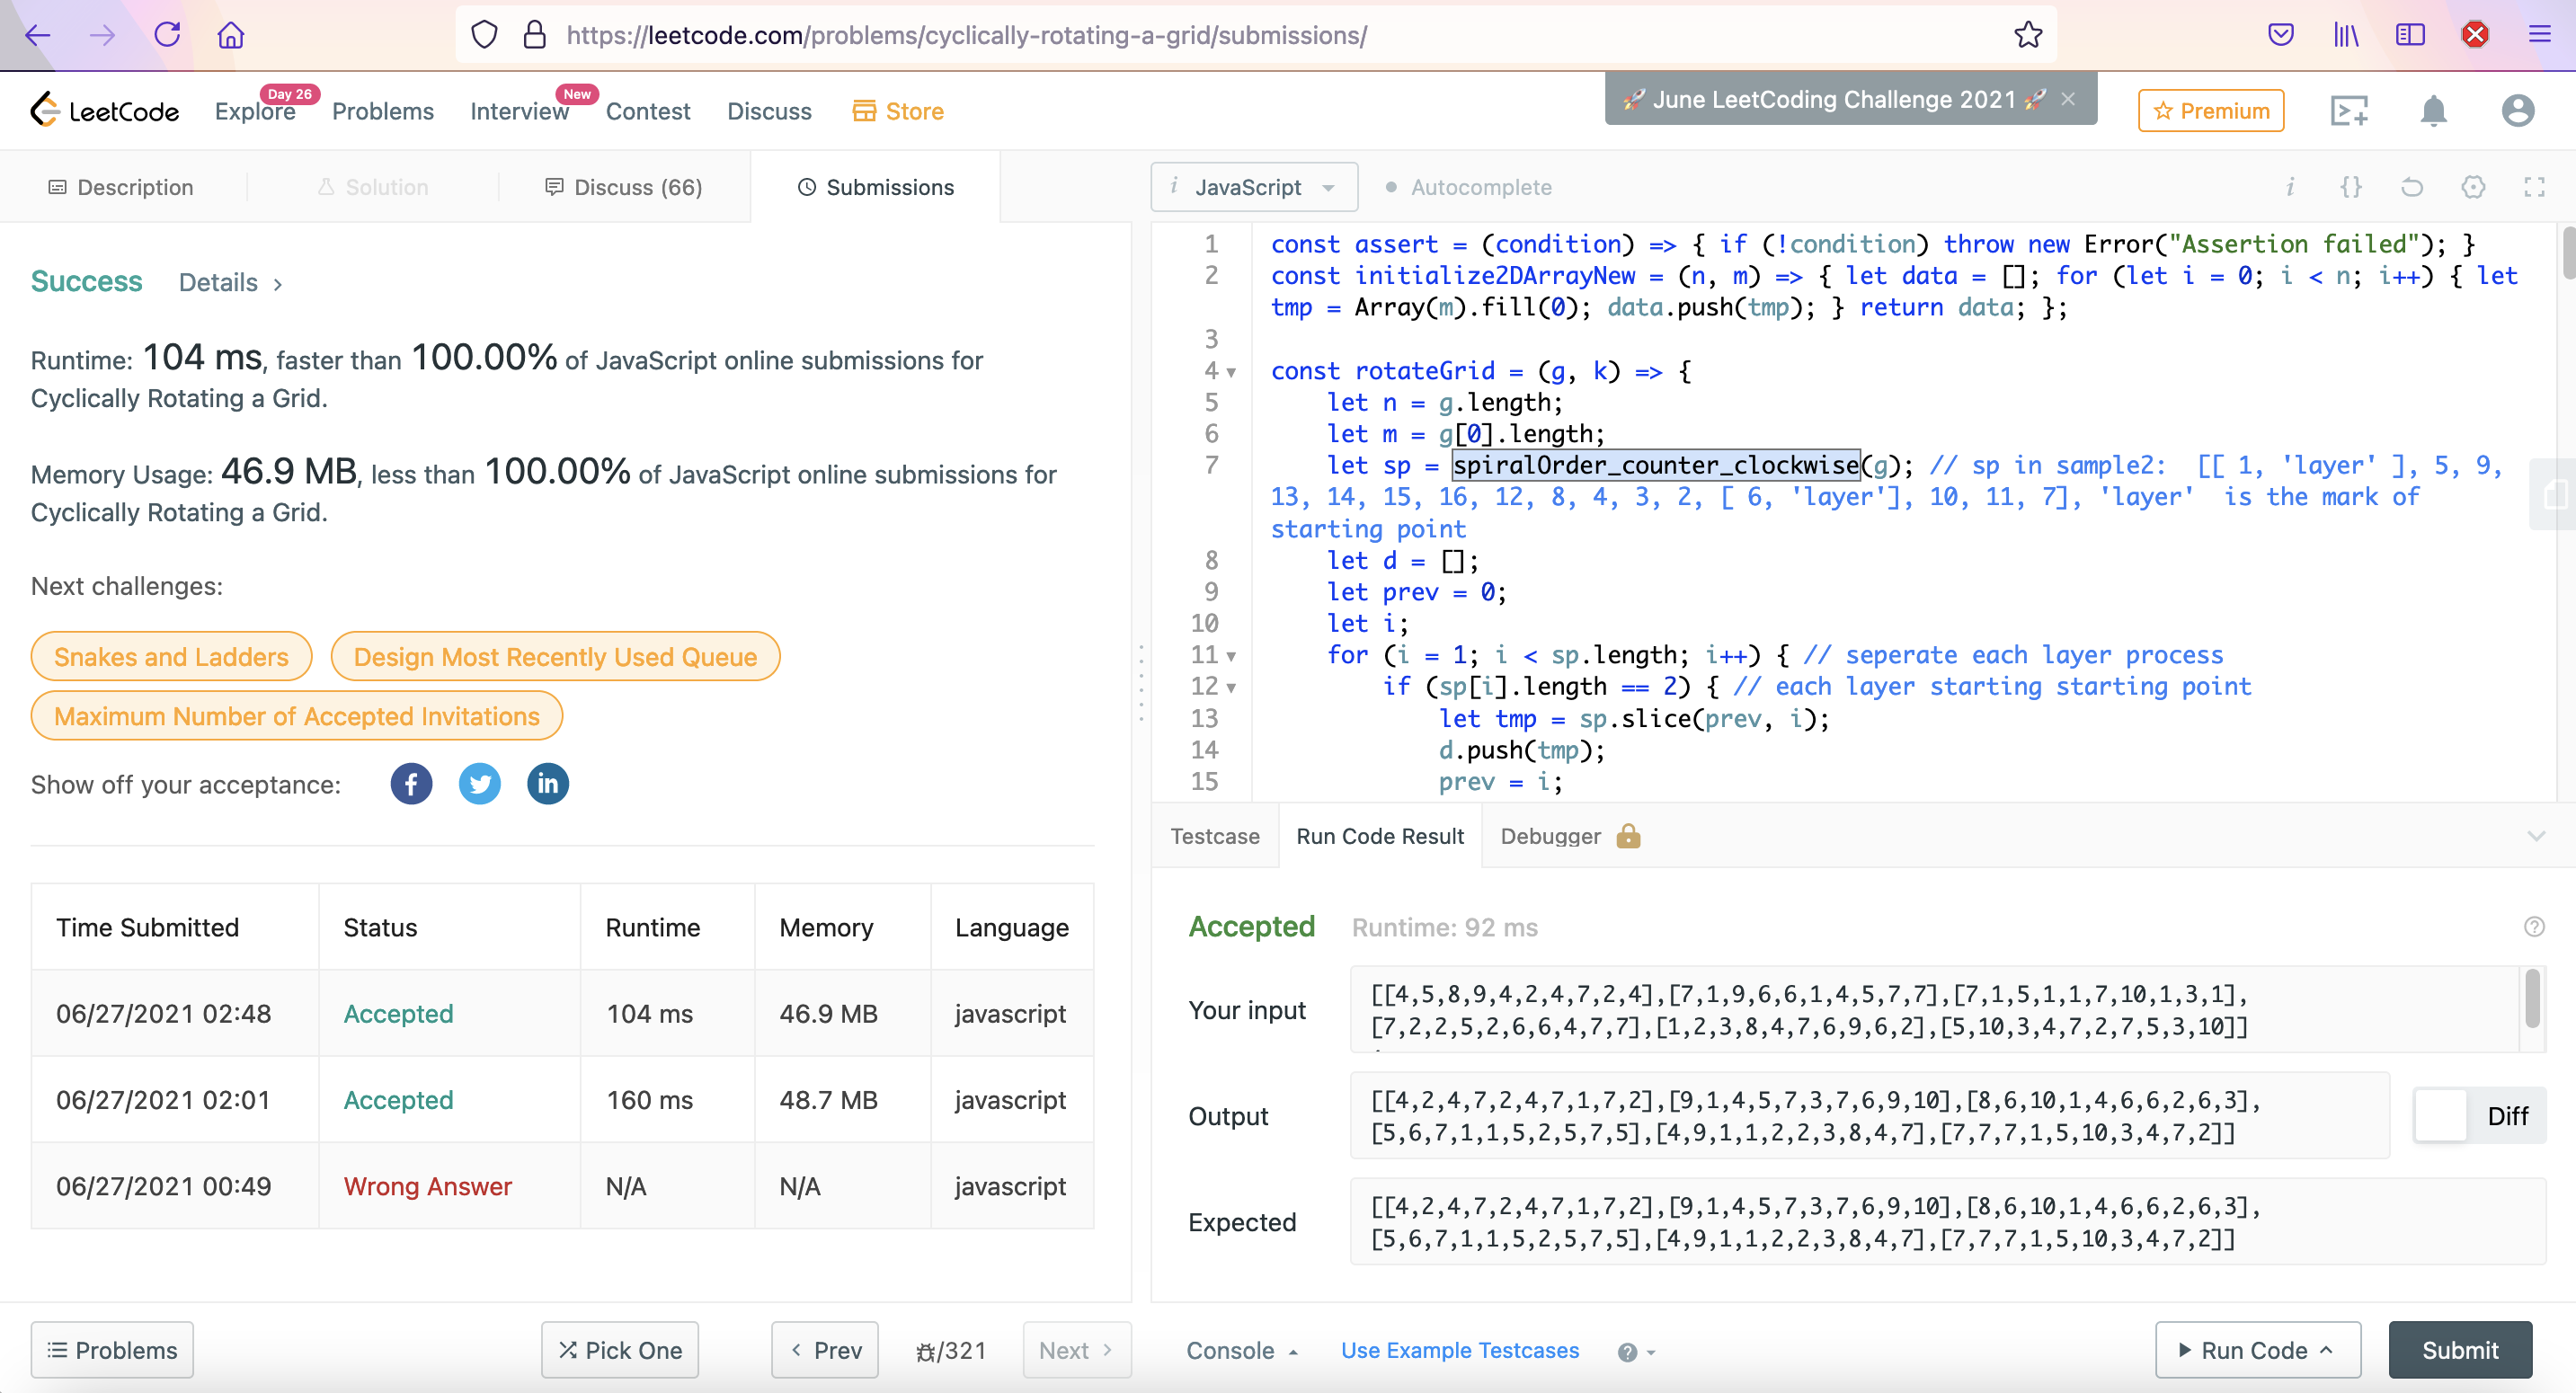 https://leetcode.com/problems/cyclically-rotating-a-grid/submissions/
LeetCode
Explore
Day 26
Problems
Interview
New
Contest
Discuss
Store
🚀 June LeetCoding Challenge 2021 🚀 ×
Premium
Description
Solution
Discuss (66)
Submissions
Success
Details >
Runtime: 104 ms, faster than 100.00% of JavaScript online submissions for
Cyclically Rotating a Grid.
Memory Usage: 46.9 MB, less than 100.00% of JavaScript online submissions for
Cyclically Rotating a Grid.
Next challenges:
Snakes and Ladders
Design Most Recently Used Queue
Maximum Number of Accepted Invitations
Show off your acceptance:
Time Submitted Status Runtime Memory Language
06/27/2021 02:48 Accepted 104 ms 46.9 MB javascript
06/27/2021 02:01 Accepted 160 ms 48.7 MB javascript
06/27/2021 00:49 Wrong Answer N/A N/A javascript
Problems
Pick One
< Prev
/321
Next >
i JavaScript
Autocomplete
i {}
1 const assert = (condition) => { if (!condition) throw new Error("Assertion failed"); }
2 const initialize2DArrayNew = (n, m) => { let data = []; for (let i = 0; i < n; i++) { let
tmp = Array(m).fill(0); data.push(tmp); } return data; };
3
4 const rotateGrid = (g, k) => {
5 let n = g.length;
6 let m = g[0].length;
7 let sp = spiralOrder_counter_clockwise(g); // sp in sample2:  [[ 1, 'layer' ], 5, 9,
13, 14, 15, 16, 12, 8, 4, 3, 2, [ 6, 'layer'], 10, 11, 7], 'layer'  is the mark of
starting point
8 let d = [];
9 let prev = 0;
10 let i;
11 for (i = 1; i < sp.length; i++) { // seperate each layer process
12 if (sp[i].length == 2) { // each layer starting starting point
13 let tmp = sp.slice(prev, i);
14 d.push(tmp);
15 prev = i;
Testcase
Run Code Result
Debugger
Accepted
Runtime: 92 ms
Your input
[[4,5,8,9,4,2,4,7,2,4],[7,1,9,6,6,1,4,5,7,7],[7,1,5,1,1,7,10,1,3,1],
[7,2,2,5,2,6,6,4,7,7],[1,2,3,8,4,7,6,9,6,2],[5,10,3,4,7,2,7,5,3,10]]
Output
[[4,2,4,7,2,4,7,1,7,2],[9,1,4,5,7,3,7,6,9,10],[8,6,10,1,4,6,6,2,6,3],
[5,6,7,1,1,5,2,5,7,5],[4,9,1,1,2,2,3,8,4,7],[7,7,7,1,5,10,3,4,7,2]]
Diff
Expected
[[4,2,4,7,2,4,7,1,7,2],[9,1,4,5,7,3,7,6,9,10],[8,6,10,1,4,6,6,2,6,3],
[5,6,7,1,1,5,2,5,7,5],[4,9,1,1,2,2,3,8,4,7],[7,7,7,1,5,10,3,4,7,2]]
Console
Use Example Testcases
?
Run Code
Submit